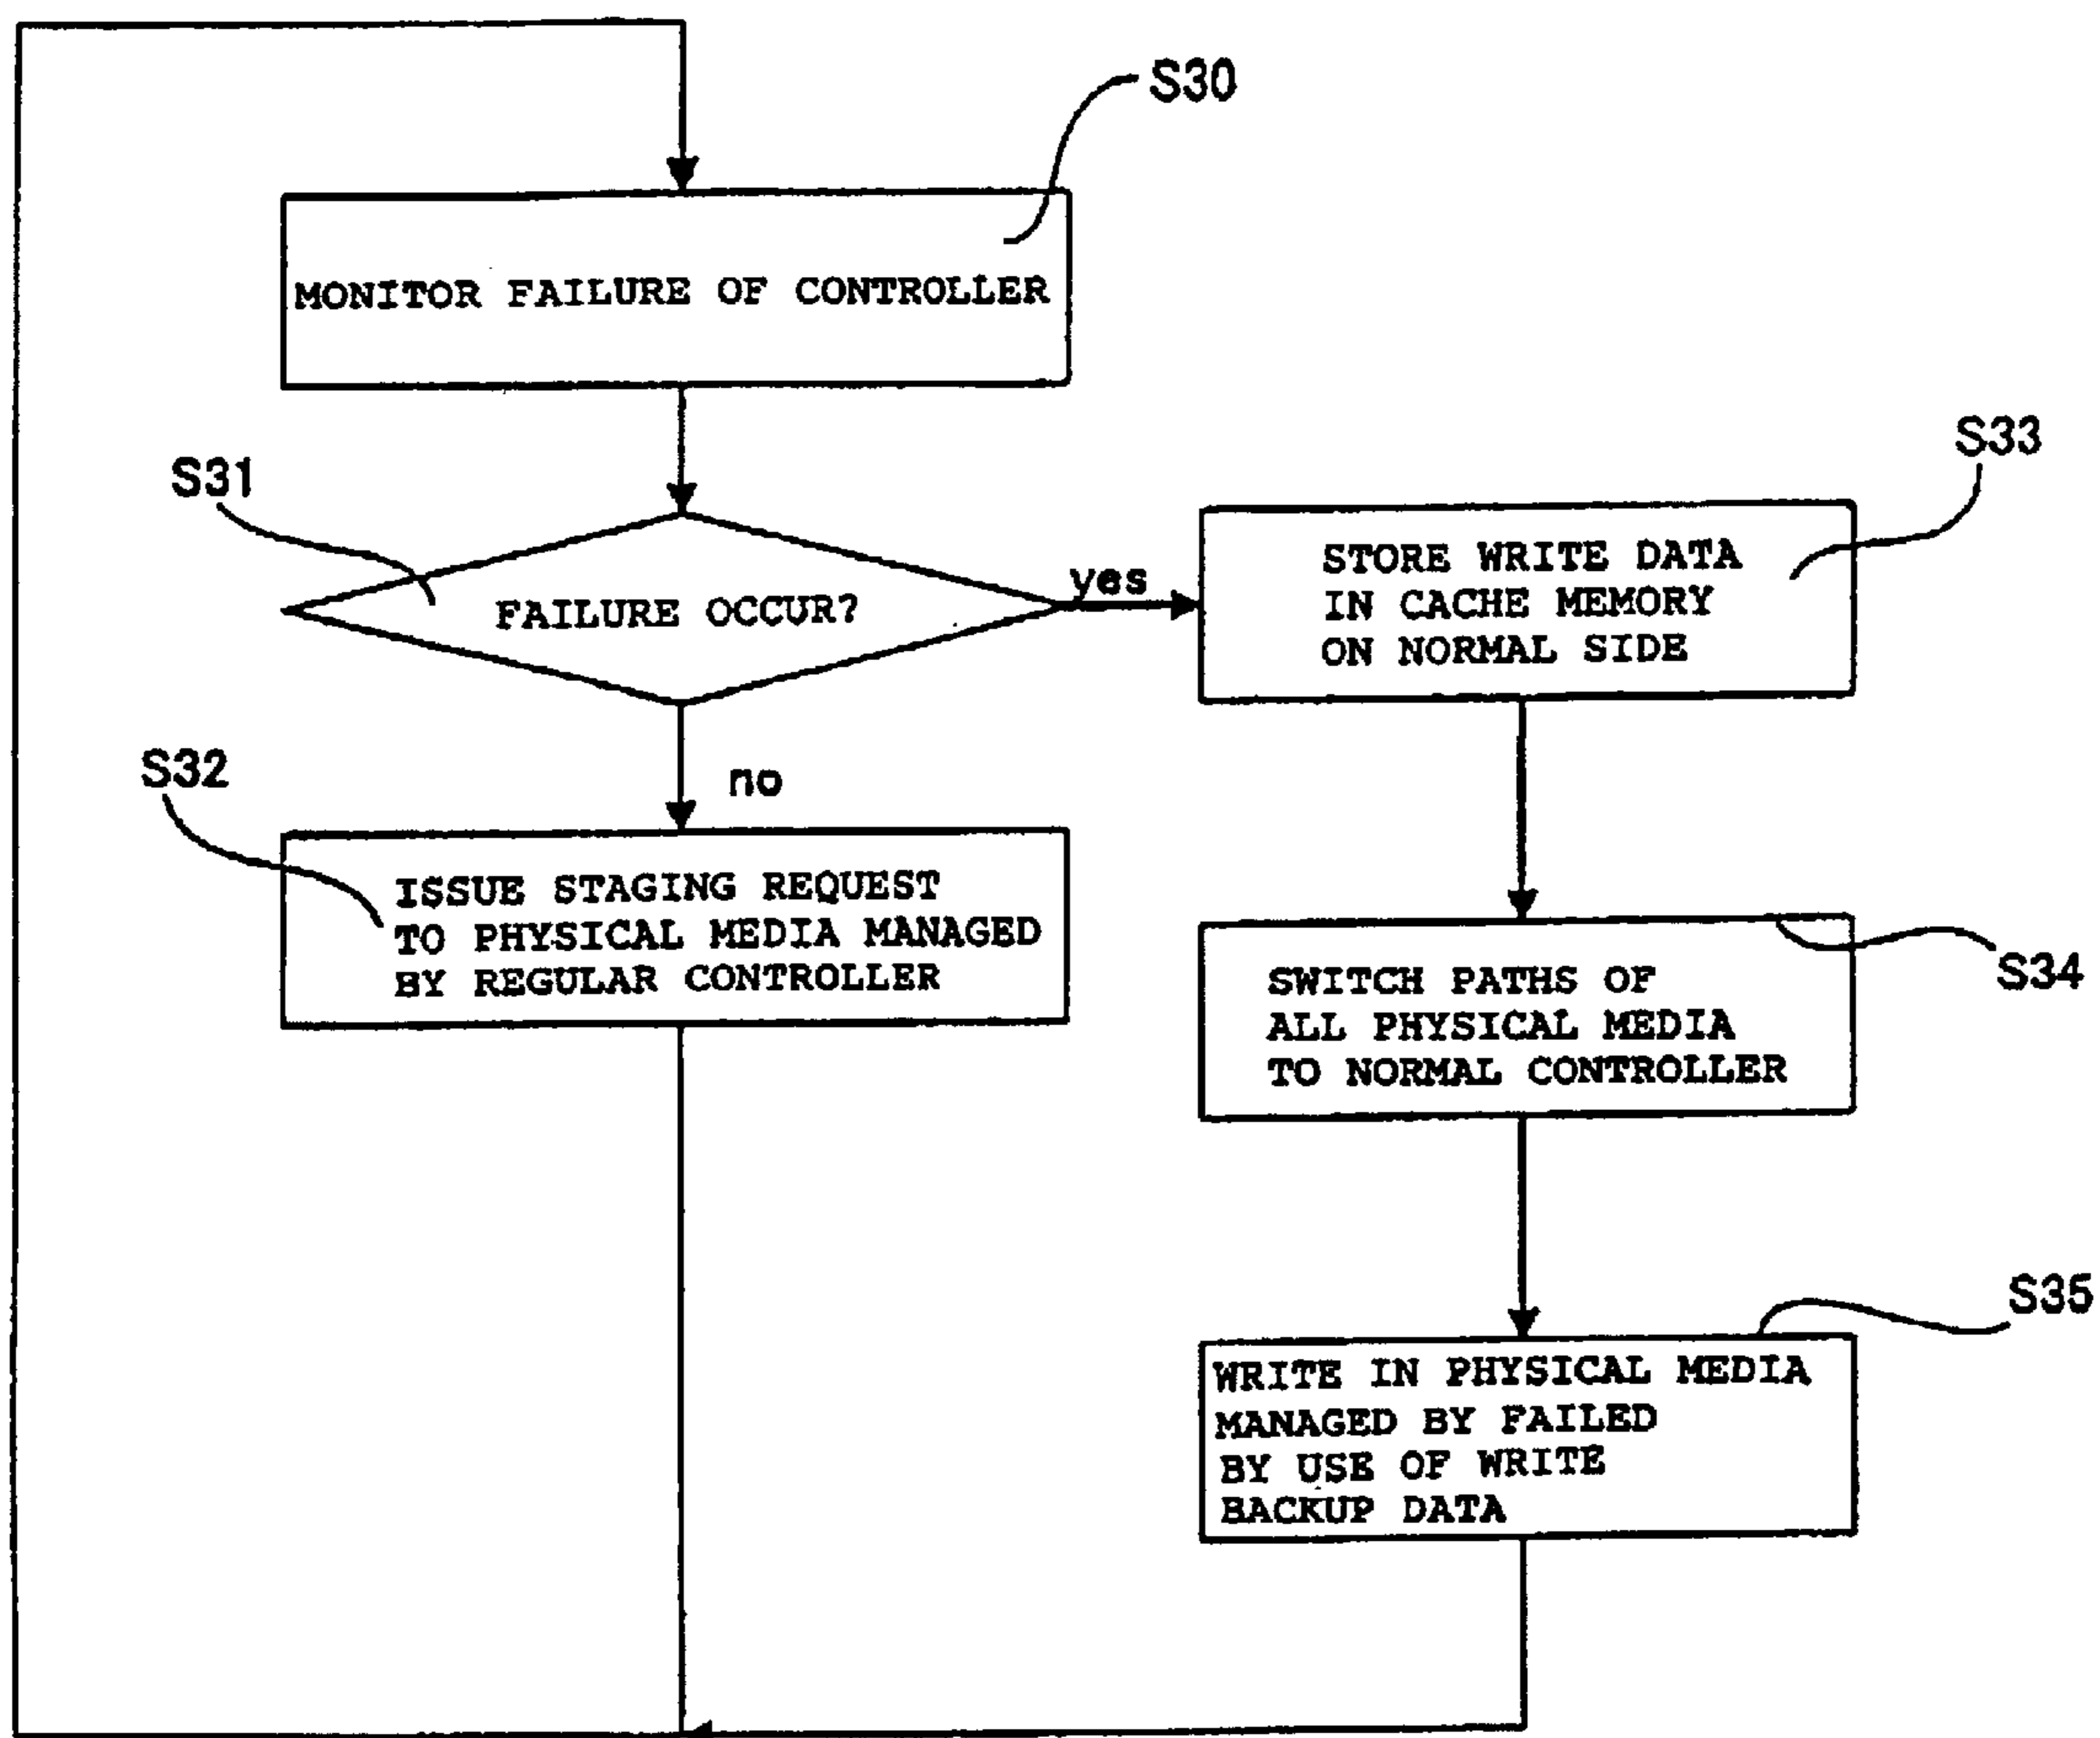 S30
MONITOR FAILURE OF CONTROLLER
S31
FAILURE OCCUR?
yes
no
S33
STORE WRITE DATA
IN CACHE MEMORY
ON NORMAL SIDE
S32
ISSUE STAGING REQUEST
TO PHYSICAL MEDIA MANAGED
BY REGULAR CONTROLLER
S34
SWITCH PATHS OF
ALL PHYSICAL MEDIA
TO NORMAL CONTROLLER
S35
WRITE IN PHYSICAL MEDIA
MANAGED BY FAILED
BY USE OF WRITE
BACKUP DATA